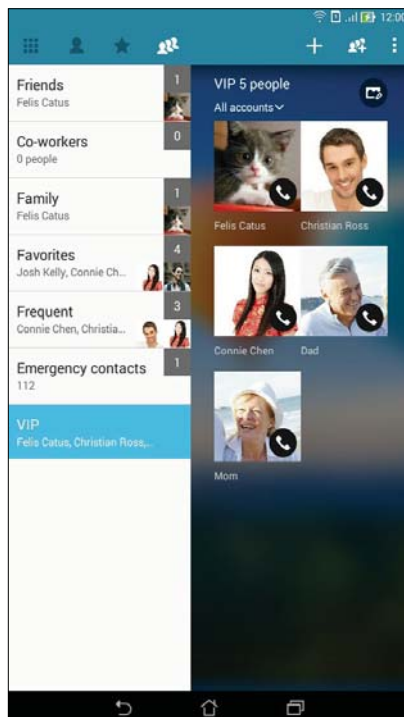 12:00
Friends
1
Felis Catus
Co-workers
0
0 people
Family
1
Felis Catus
Favorites
4
Josh Kelly, Connie Ch...
Frequent
3
Connie Chen, Christia...
Emergency contacts
1
112
VIP
Felis Catus, Christian Ross,...
VIP 5 people
All accounts
Felis Catus
Christian Ross
Connie Chen
Dad
Mom